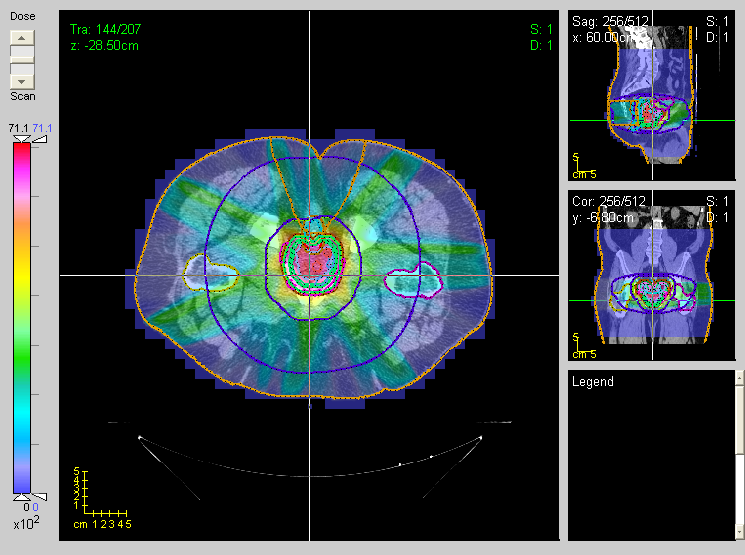 Dose
Scan
71.1 71.1
0 0
x10²
Tra: 144/207
z: -28.50cm
S: 1
D: 1
5
4
3
2
1
cm 1 2 3 4 5
Sag: 256/512
x: 60.00cm
S: 1
D: 1
5
cm 5
Cor: 256/512
y: -6.80cm
S: 1
D: 1
5
cm 5
Legend